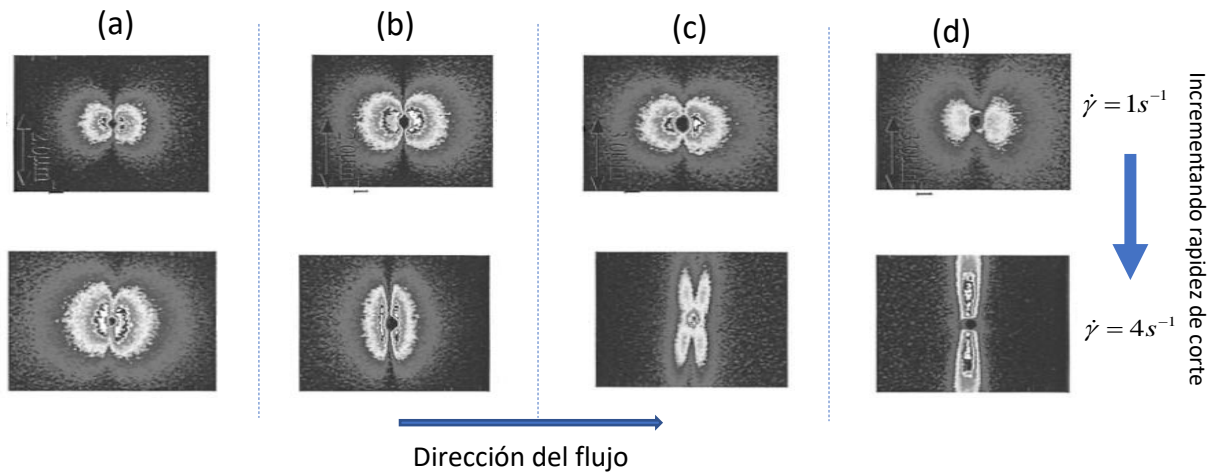 (a)
(b)
(c)
(d)
γ̇ = 1s⁻¹
γ̇ = 4s⁻¹
Incrementando rapidez de corte
Dirección del flujo